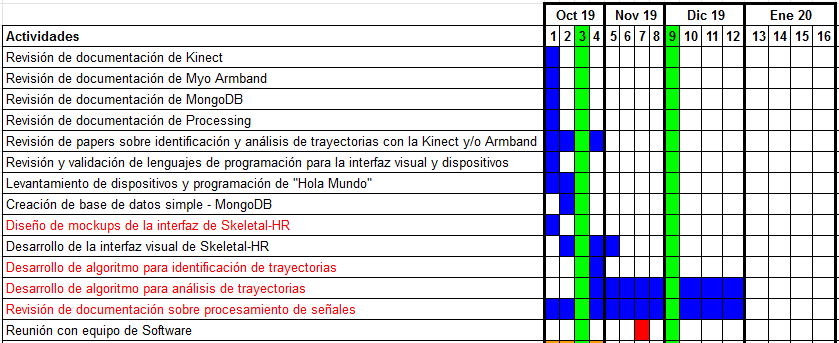 Oct 19 Nov 19 Dic 19 Ene 20
Actividades 1 2 3 4 5 6 7 8 9 10 11 12 13 14 15 16
Revisión de documentación de Kinect
Revisión de documentación de Myo Armband
Revisión de documentación de MongoDB
Revisión de documentación de Processing
Revisión de papers sobre identificación y análisis de trayectorias con la Kinect y/o Armband
Revisión y validación de lenguajes de programación para la interfaz visual y dispositivos
Levantamiento de dispositivos y programación de "Hola Mundo"
Creación de base de datos simple - MongoDB
Diseño de mockups de la interfaz de Skeletal-HR
Desarrollo de la interfaz visual de Skeletal-HR
Desarrollo de algoritmo para identificación de trayectorias
Desarrollo de algoritmo para análisis de trayectorias
Revisión de documentación sobre procesamiento de señales
Reunión con equipo de Software